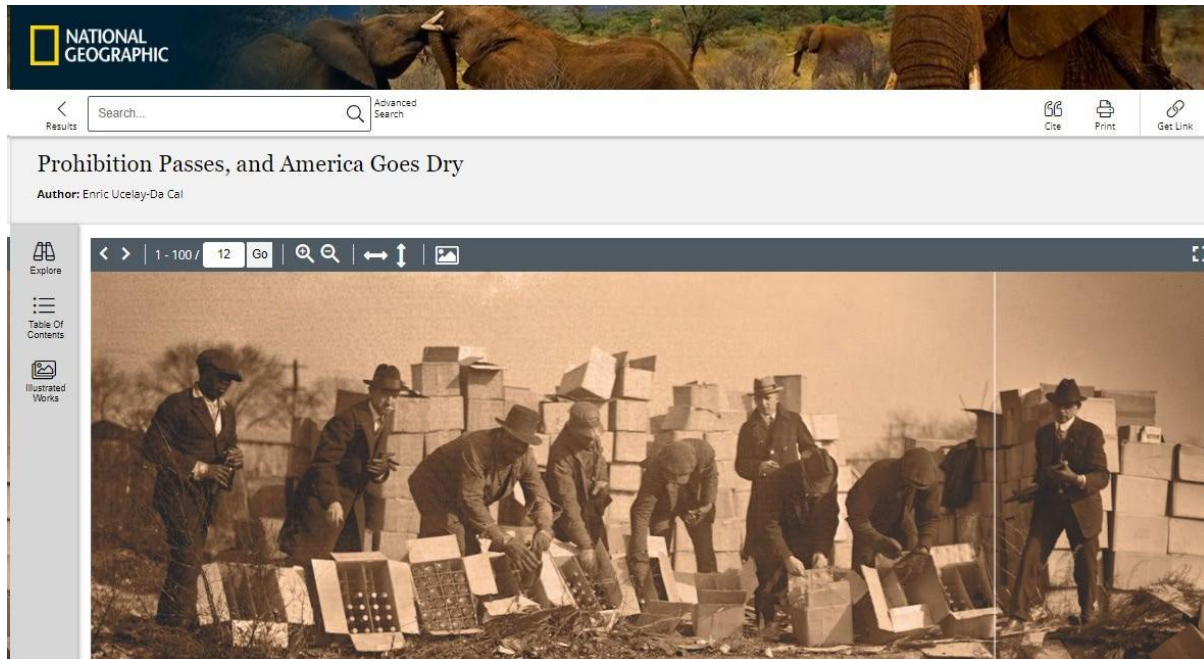 NATIONAL
GEOGRAPHIC
Results
Search...
Advanced
Search
Cite
Print
Get Link
Prohibition Passes, and America Goes Dry
Author: Enric Ucelay-Da Cal
Explore
1 - 100 / 12 Go
Table Of
Contents
Illustrated
Works